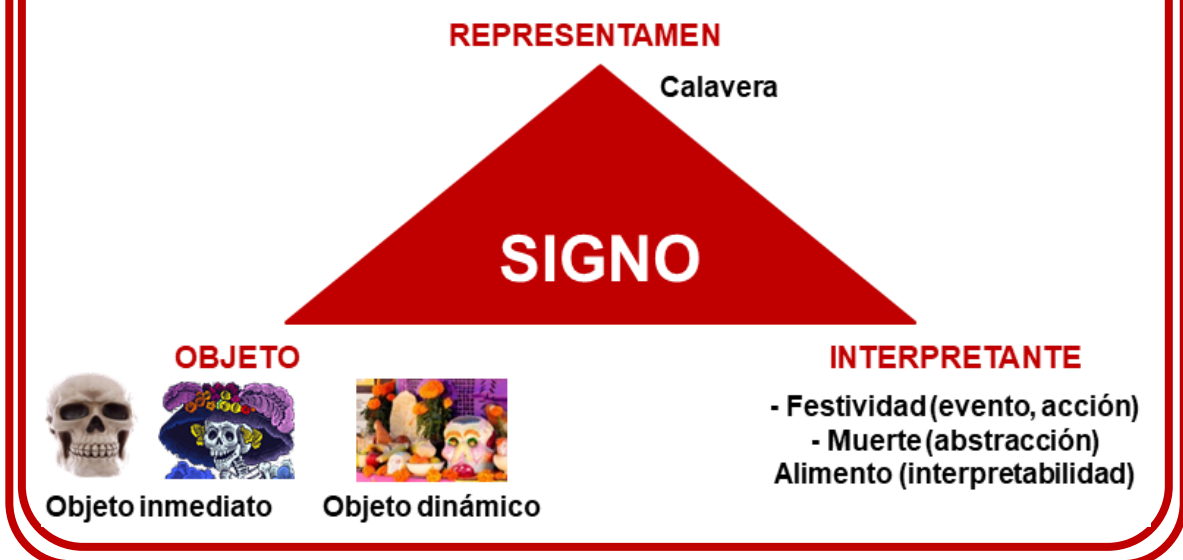 REPRESENTAMEN
Calavera
SIGNO
OBJETO
Objeto inmediato
Objeto dinámico
INTERPRETANTE
- Festividad (evento, acción)
- Muerte (abstracción)
Alimento (interpretabilidad)